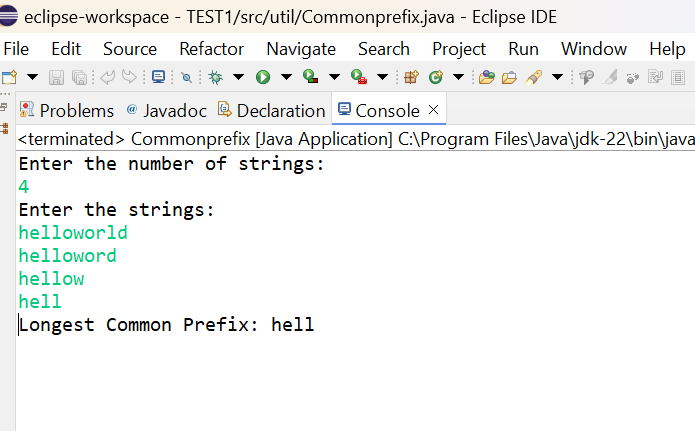 eclipse-workspace - TEST1/src/util/Commonprefix.java - Eclipse IDE
File Edit Source Refactor Navigate Search Project Run Window Help
Problems @ Javadoc Declaration Console ×
<terminated> Commonprefix [Java Application] C:\Program Files\Java\jdk-22\bin\java
Enter the number of strings:
4
Enter the strings:
helloworld
helloword
hellow
hell
Longest Common Prefix: hell